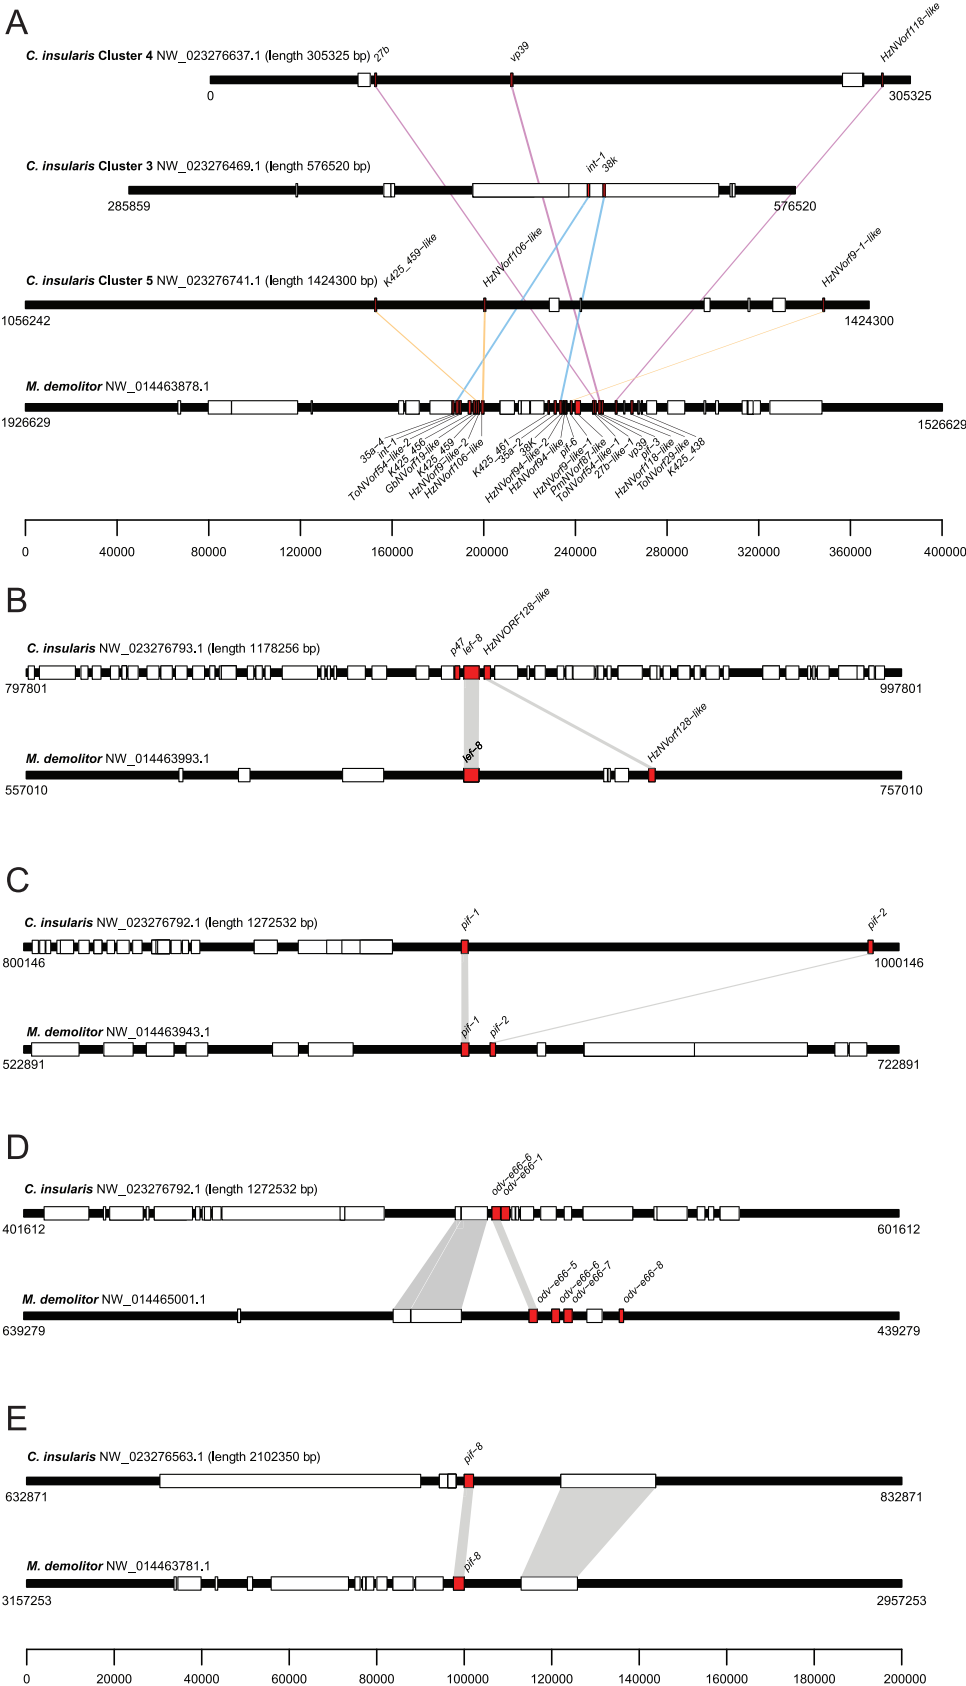 A
C. insularis Cluster 4 NW_023276637.1 (length 305325 bp)
27b
vp39
HzNVorf118-like
0
305325
C. insularis Cluster 3 NW_023276469.1 (length 576520 bp)
int-1
38k
285859
576520
C. insularis Cluster 5 NW_023276741.1 (length 1424300 bp)
K425_459-like
HzNVorf106-like
HzNVorf9-1-like
1056242
1424300
M. demolitor NW_014463878.1
1926629
1526629
35a-4
int-1
ToNVorf54-like-2
K425_456
GbNVorf19-like
K425_459
HzNVorf9-like-2
HzNVorf106-like
K425_461
35a-2
38K
HzNVorf94-like-2
HzNVorf94-like
pif-6
HzNVorf9-like-1
PmNVorf87-like
ToNVorf54-like-1
27b-like-1
vp39
pif-3
HzNVorf118-like
ToNVorf29-like
K425_438
0 40000 80000 120000 160000 200000 240000 280000 320000 360000 400000
B
C. insularis NW_023276793.1 (length 1178256 bp)
p47
lef-8
HzNVORF128-like
797801
997801
M. demolitor NW_014463993.1
lef-8
HzNVorf128-like
557010
757010
C
C. insularis NW_023276792.1 (length 1272532 bp)
pif-1
pif-2
800146
1000146
M. demolitor NW_014463943.1
pif-1
pif-2
522891
722891
D
C. insularis NW_023276792.1 (length 1272532 bp)
odv-e66-6
odv-e66-1
401612
601612
M. demolitor NW_014465001.1
odv-e66-5
odv-e66-6
odv-e66-7
odv-e66-8
639279
439279
E
C. insularis NW_023276563.1 (length 2102350 bp)
pif-8
632871
832871
M. demolitor NW_014463781.1
pif-8
3157253
2957253
0 20000 40000 60000 80000 100000 120000 140000 160000 180000 200000